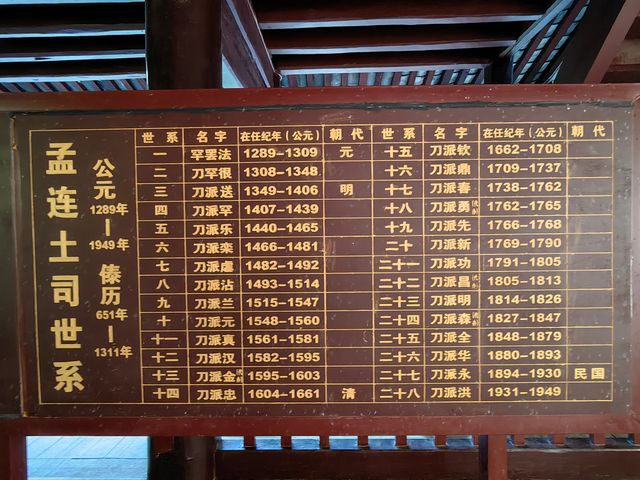 孟连土司世系
公元
1289年
1949年
傣历
651年
1311年
世系 名字 在任纪年(公元) 朝代
一 罕罢法 1289-1309 元
二 刀罕很 1308-1348
三 刀派送 1349-1406 明
四 刀派罕 1407-1439
五 刀派乐 1440-1465
六 刀派栾 1466-1481
七 刀派虐 1482-1492
八 刀派沾 1493-1514
九 刀派兰 1515-1547
十 刀派元 1548-1560
十一 刀派真 1561-1581
十二 刀派汉 1582-1595
十三 刀派金 1595-1603
十四 刀派忠 1604-1661 清
世系 名字 在任纪年(公元) 朝代
十五 刀派钦 1662-1708
十六 刀派鼎 1709-1737
十七 刀派春 1738-1762
十八 刀派勇 1762-1765
十九 刀派先 1766-1768
二十 刀派新 1769-1790
二十一 刀派功 1791-1805
二十二 刀派昌 1805-1813
二十三 刀派明 1814-1826
二十四 刀派森 1827-1847
二十五 刀派全 1848-1879
二十六 刀派华 1880-1893
二十七 刀派永 1894-1930 民国
二十八 刀派洪 1931-1949